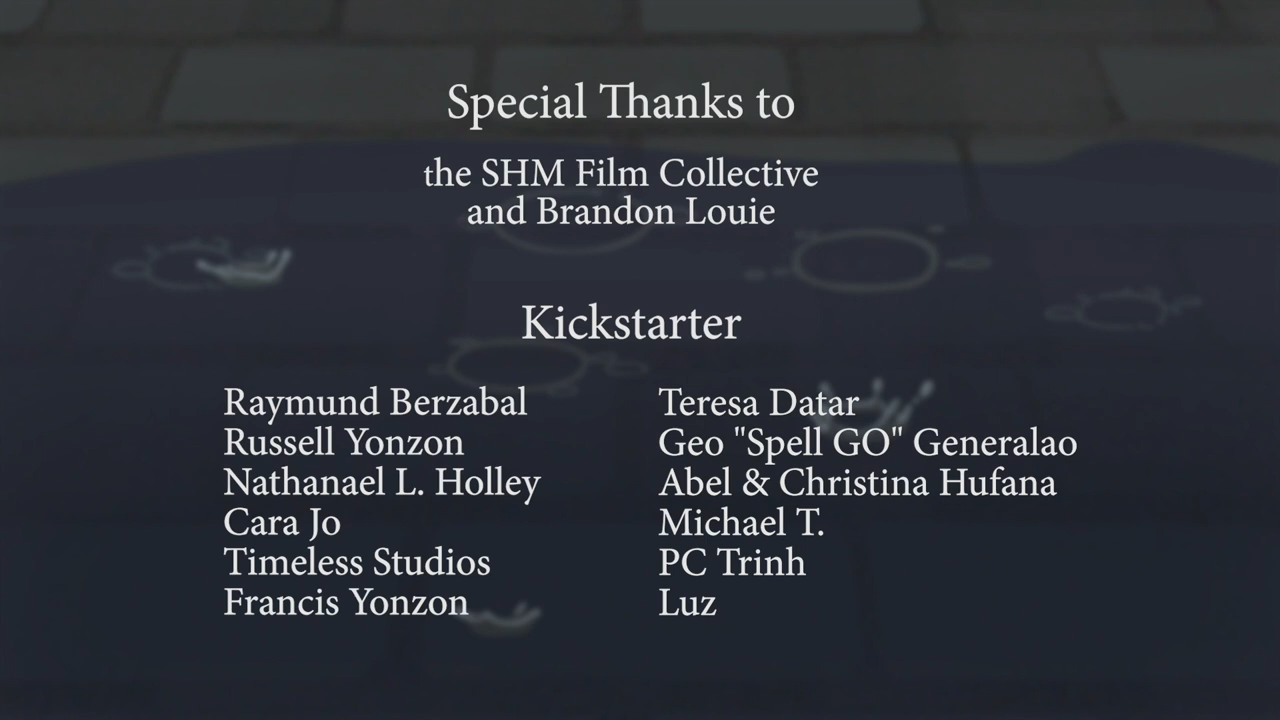 Special Thanks to
the SHM Film Collective
and Brandon Louie
Kickstarter
Raymund Berzabal
Russell Yonzon
Nathanael L. Holley
Cara Jo
Timeless Studios
Francis Yonzon
Teresa Datar
Geo "Spell GO" Generalao
Abel & Christina Hufana
Michael T.
PC Trinh
Luz